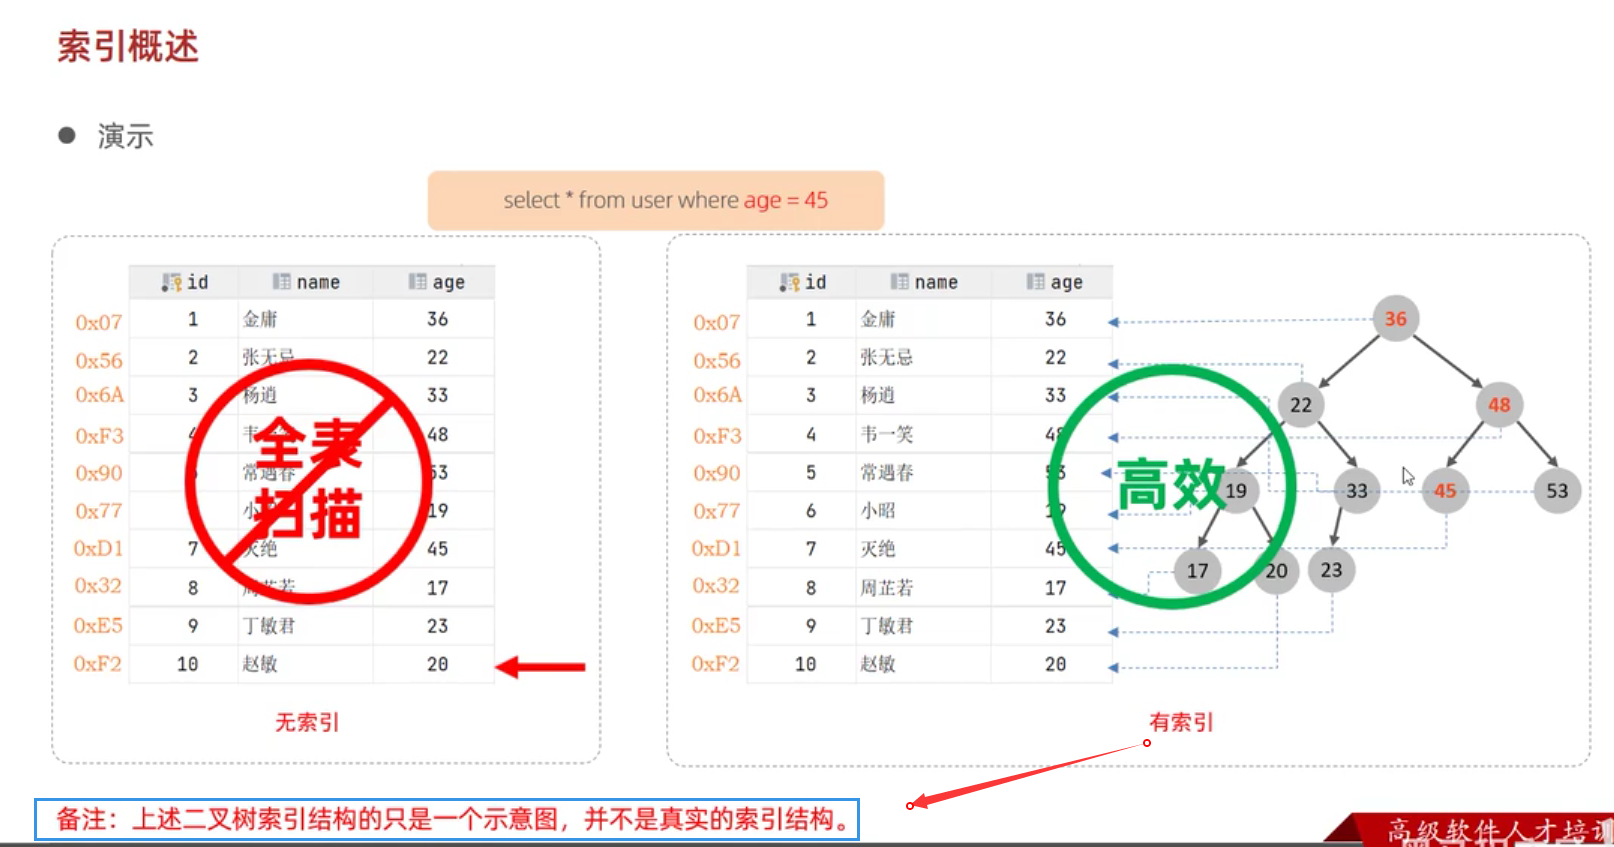 索引概述
演示
select * from user where age = 45
id name age
0x07 1 金庸 36
0x56 2 张无忌 22
0x6A 3 杨逍 33
0xF3 4 韦一笑 48
0x90 常遇春 53
0x77 小 19
0xD1 7 灭绝 45
0x32 8 周芷若 17
0xE5 9 丁敏君 23
0xF2 10 赵敏 20
全表
扫描
无索引
id name age
0x07 1 金庸 36
0x56 2 张无忌 22
0x6A 3 杨逍 33
0xF3 4 韦一笑 48
0x90 5 常遇春 53
0x77 6 小昭 19
0xD1 7 灭绝 45
0x32 8 周芷若 17
0xE5 9 丁敏君 23
0xF2 10 赵敏 20
高效
36
22 48
19 33 45 53
17 20 23
有索引
备注：上述二叉树索引结构的只是一个示意图，并不是真实的索引结构。
高级软件人才培训